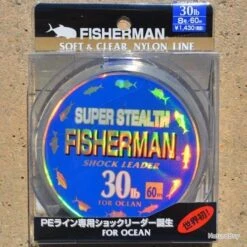 FISHERMAN
30lb
8号/60m
¥1,430
SOFT & CLEAR NYLON LINE
SUPER STEALTH
FISHERMAN
SHOCK LEADER
30lb
60m
FOR OCEAN
世界初!
PEライン専用ショックリーダー誕生
FOR OCEAN